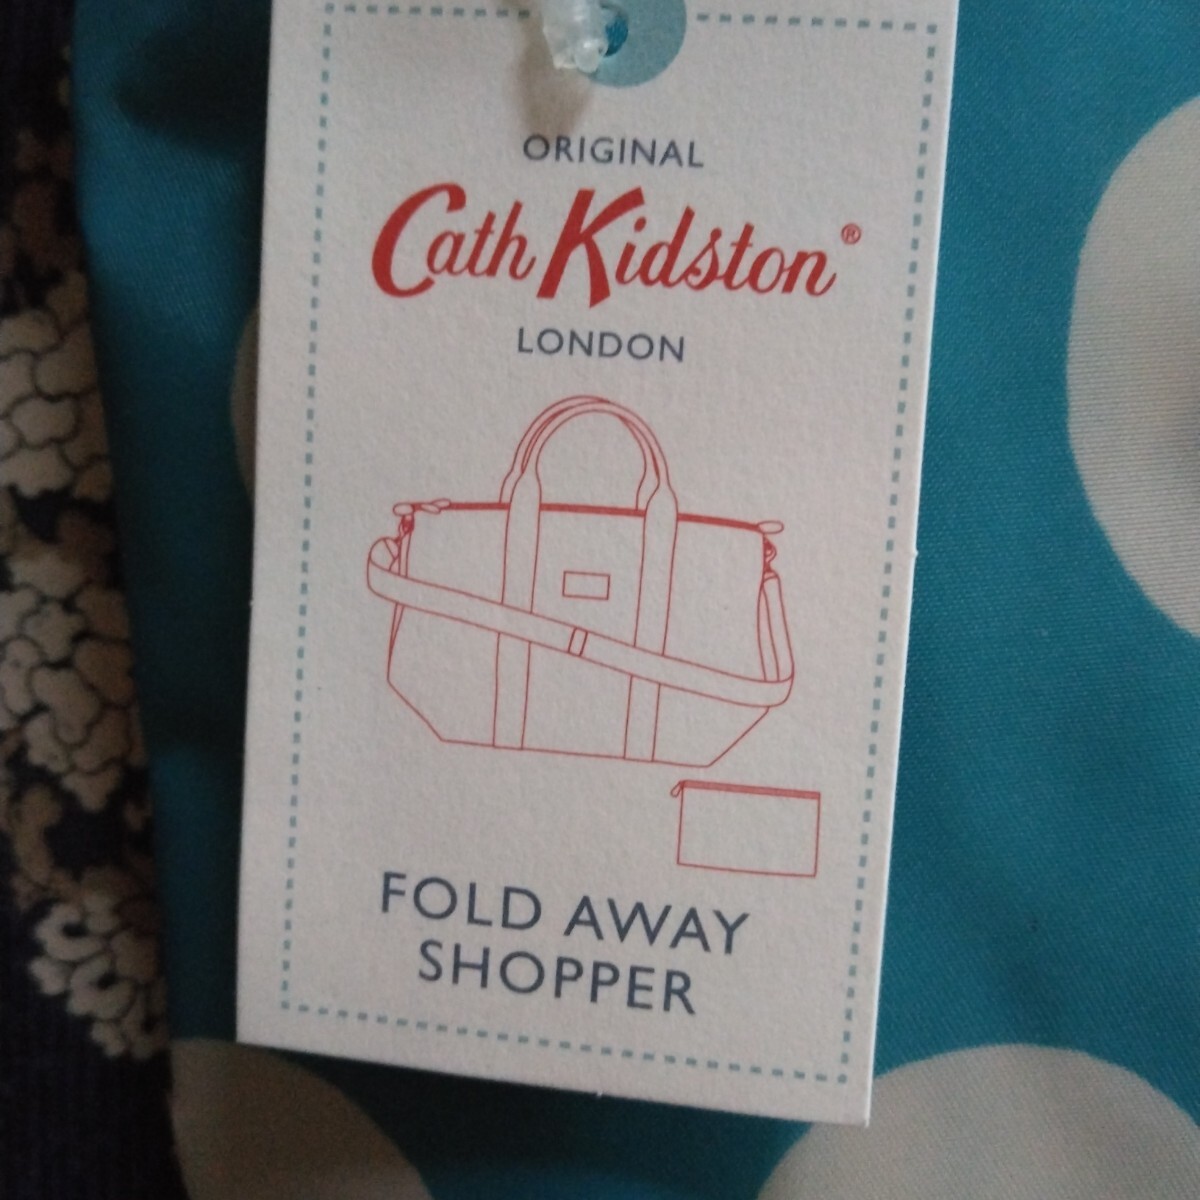 ORIGINAL
Cath Kidston®
LONDON
FOLD AWAY
SHOPPER